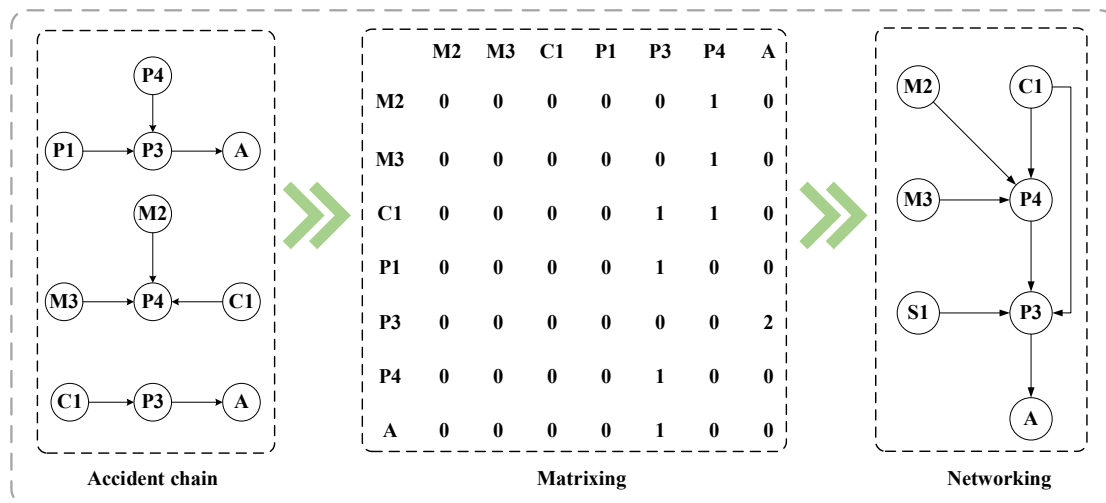 P4
P1 P3 A
M2
M3 P4 C1
C1 P3 A
Accident chain
M2 M3 C1 P1 P3 P4 A
M2 0 0 0 0 0 1 0
M3 0 0 0 0 0 1 0
C1 0 0 0 0 1 1 0
P1 0 0 0 0 1 0 0
P3 0 0 0 0 0 0 2
P4 0 0 0 0 1 0 0
A 0 0 0 0 1 0 0
Matrixing
M2 C1
M3 P4
S1 P3
A
Networking